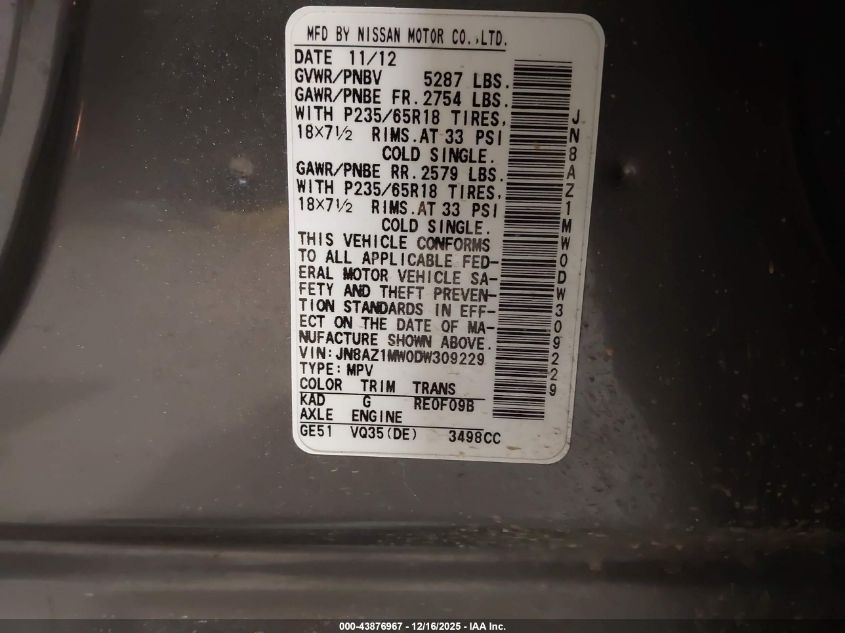 MFD BY NISSAN MOTOR CO.,LTD.
DATE 11/12
GVWR/PNBV 5287 LBS.
GAWR/PNBE FR. 2754 LBS.
WITH P235/65R18 TIRES,
18×7½ RIMS.AT 33 PSI
COLD SINGLE.
GAWR/PNBE RR. 2579 LBS.
WITH P235/65R18 TIRES,
18×7½ RIMS.AT 33 PSI
COLD SINGLE.
THIS VEHICLE CONFORMS
TO ALL APPLICABLE FED-
ERAL MOTOR VEHICLE SA-
FETY AND THEFT PREVEN-
TION STANDARDS IN EFF-
ECT ON THE DATE OF MA-
NUFACTURE SHOWN ABOVE.
VIN: JN8AZ1MW0DW309229
TYPE: MPV
COLOR TRIM TRANS
KAD G RE0F09B
AXLE ENGINE
GE51 VQ35(DE) 3498CC
JN8AZ1MW0DW309229
000-43876967 - 12/16/2025 - IAA Inc.